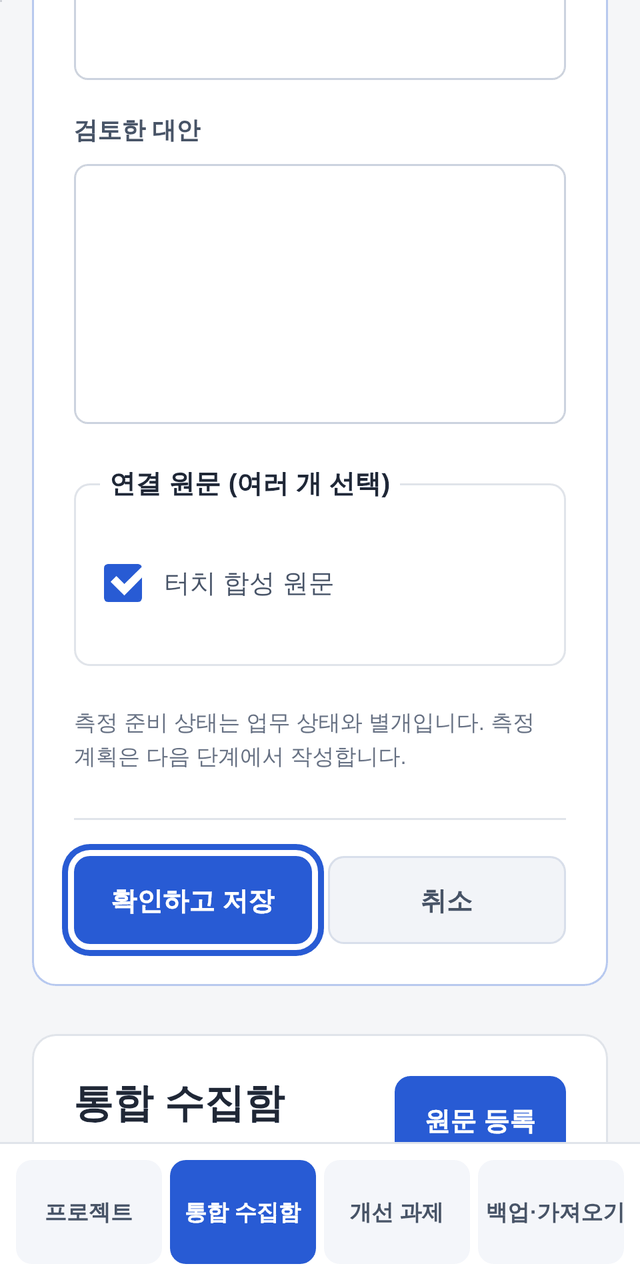 검토한 대안
연결 원문 (여러 개 선택)
터치 합성 원문
측정 준비 상태는 업무 상태와 별개입니다. 측정
계획은 다음 단계에서 작성합니다.
확인하고 저장
취소
통합 수집함
원문 등록
프로젝트
통합 수집함
개선 과제
백업·가져오기